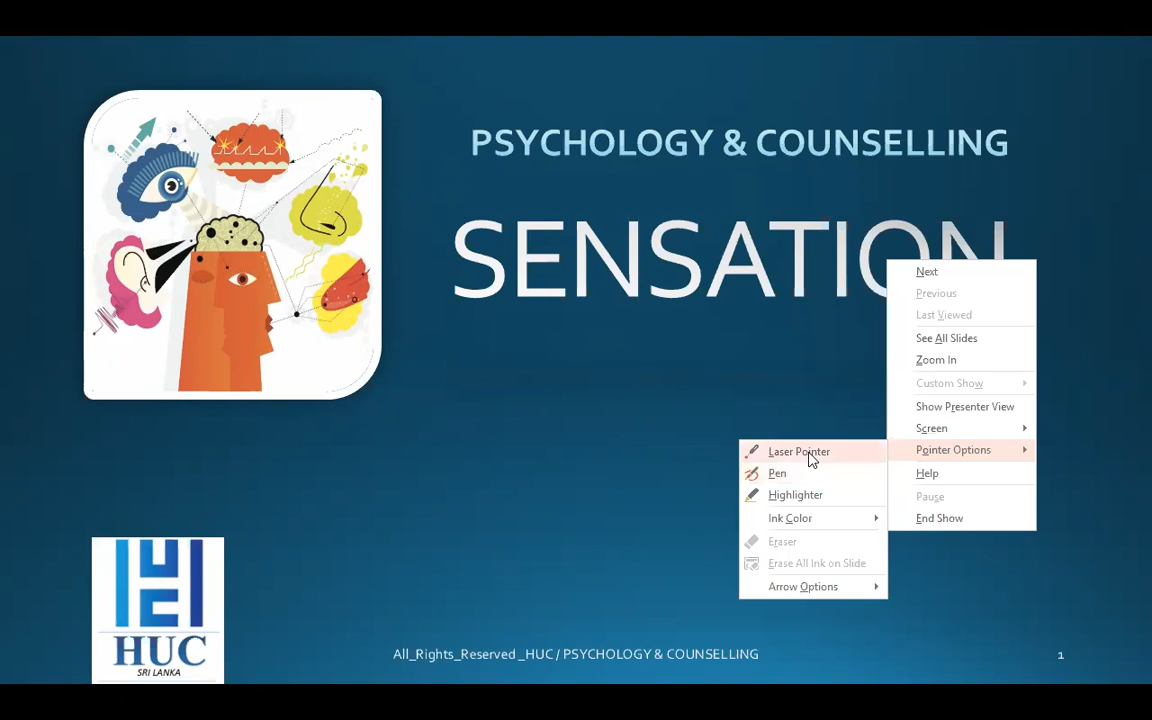 PSYCHOLOGY & COUNSELLING
SENSATION
Next
Previous
Last Viewed
See All Slides
Zoom In
Custom Show
Show Presenter View
Screen
Pointer Options
Help
Pause
End Show
Laser Pointer
Pen
Highlighter
Ink Color
Eraser
Erase All Ink on Slide
Arrow Options
HUC
HUC
SRI LANKA
All_Rights_Reserved _HUC / PSYCHOLOGY & COUNSELLING
1